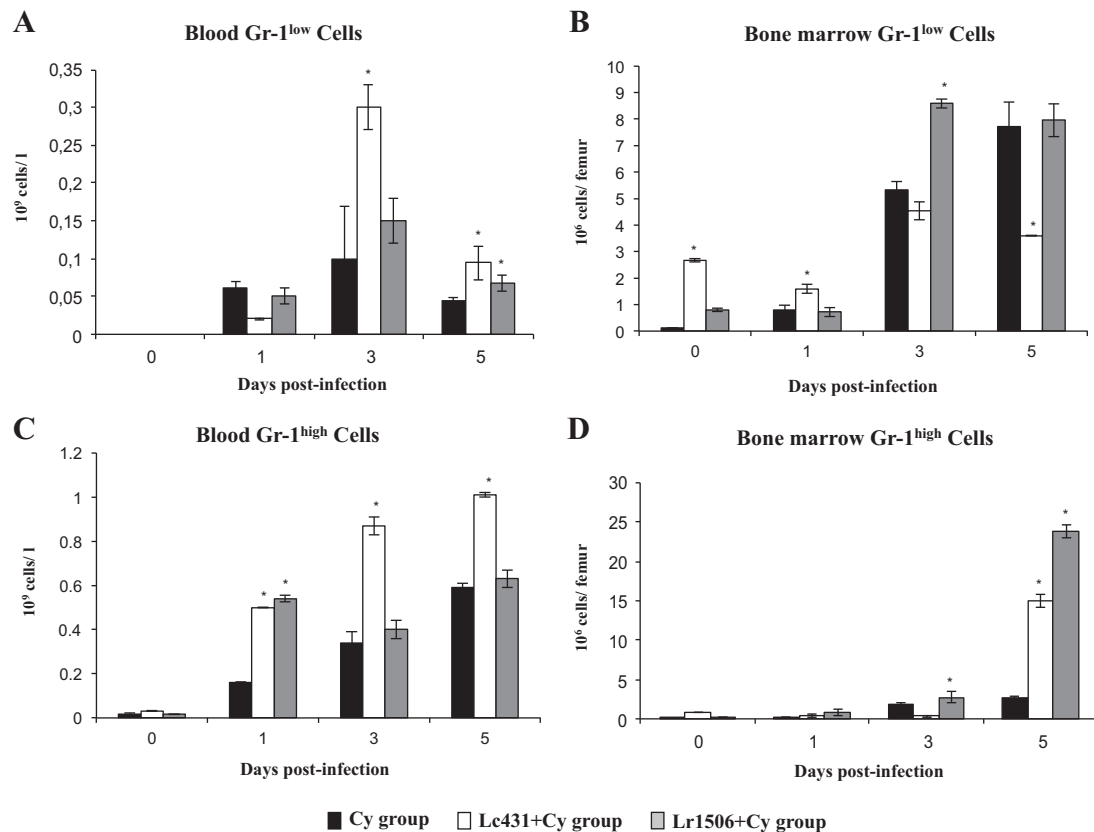 A
Blood Gr-1low Cells
0,35
0,3
0,25
0,2
0,15
0,1
0,05
0
10⁹ cells/ l
*
*
*
0 1 3 5
Days post-infection
B
Bone marrow Gr-1low Cells
10
9
8
7
6
5
4
3
2
1
0
10⁶ cells/ femur
*
*
*
*
0 1 3 5
Days post-infection
C
Blood Gr-1high Cells
1.2
1
0.8
0.6
0.4
0.2
0
10⁹ cells/ l
* *
*
*
0 1 3 5
Days post-infection
D
Bone marrow Gr-1high Cells
30
25
20
15
10
5
0
10⁶ cells/ femur
*
*
*
0 1 3 5
Days post-infection
Cy group Lc431+Cy group Lr1506+Cy group